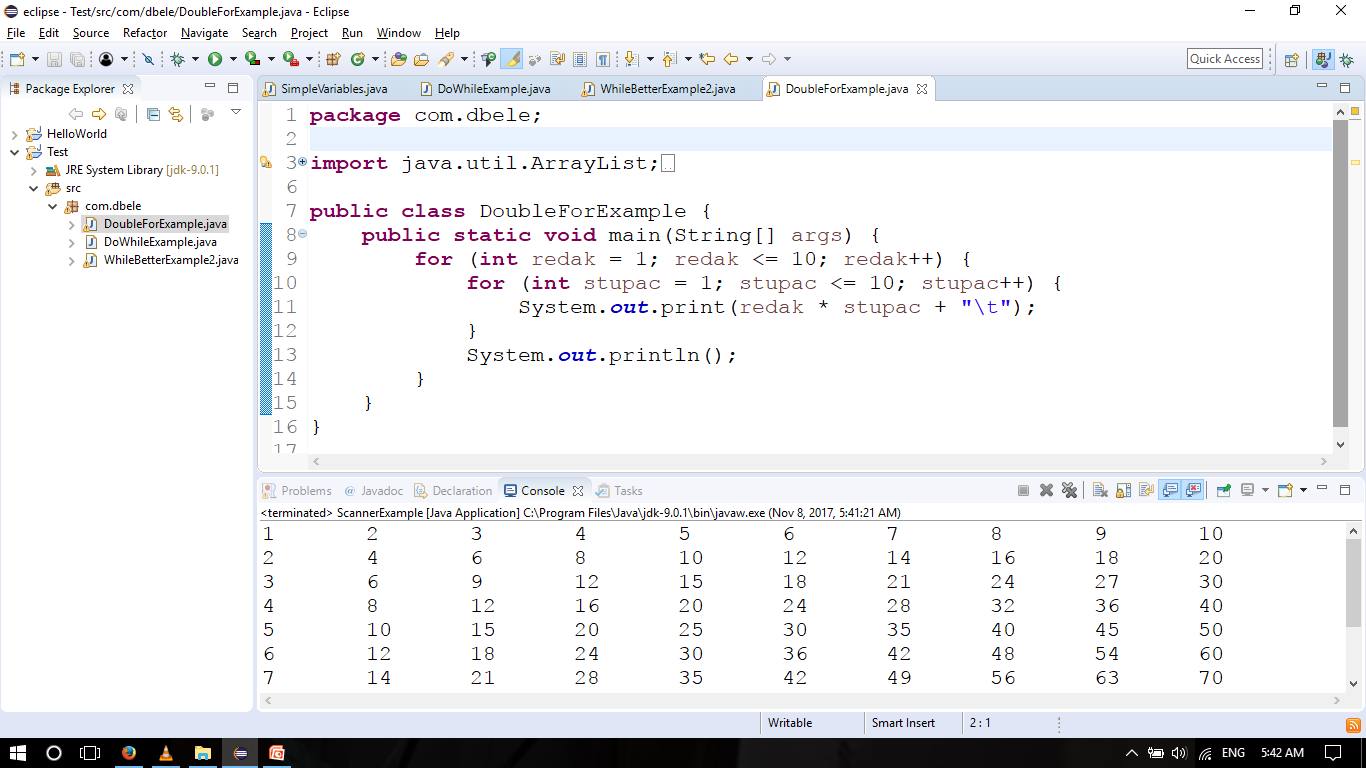 eclipse - Test/src/com/dbele/DoubleForExample.java - Eclipse
File Edit Source Refactor Navigate Search Project Run Window Help
Quick Access
Package Explorer
HelloWorld
Test
JRE System Library [jdk-9.0.1]
src
com.dbele
DoubleForExample.java
DoWhileExample.java
WhileBetterExample2.java
SimpleVariables.java DoWhileExample.java WhileBetterExample2.java DoubleForExample.java
1 package com.dbele;
2
3 import java.util.ArrayList;
6
7 public class DoubleForExample {
8 public static void main(String[] args) {
9 for (int redak = 1; redak <= 10; redak++) {
10 for (int stupac = 1; stupac <= 10; stupac++) {
11 System.out.print(redak * stupac + "\t");
12 }
13 System.out.println();
14 }
15 }
16 }
17
Problems @ Javadoc Declaration Console Tasks
<terminated> ScannerExample [Java Application] C:\Program Files\Java\jdk-9.0.1\bin\javaw.exe (Nov 8, 2017, 5:41:21 AM)
1 2 3 4 5 6 7 8 9 10
2 4 6 8 10 12 14 16 18 20
3 6 9 12 15 18 21 24 27 30
4 8 12 16 20 24 28 32 36 40
5 10 15 20 25 30 35 40 45 50
6 12 18 24 30 36 42 48 54 60
7 14 21 28 35 42 49 56 63 70
Writable Smart Insert 2 : 1
ENG 5:42 AM